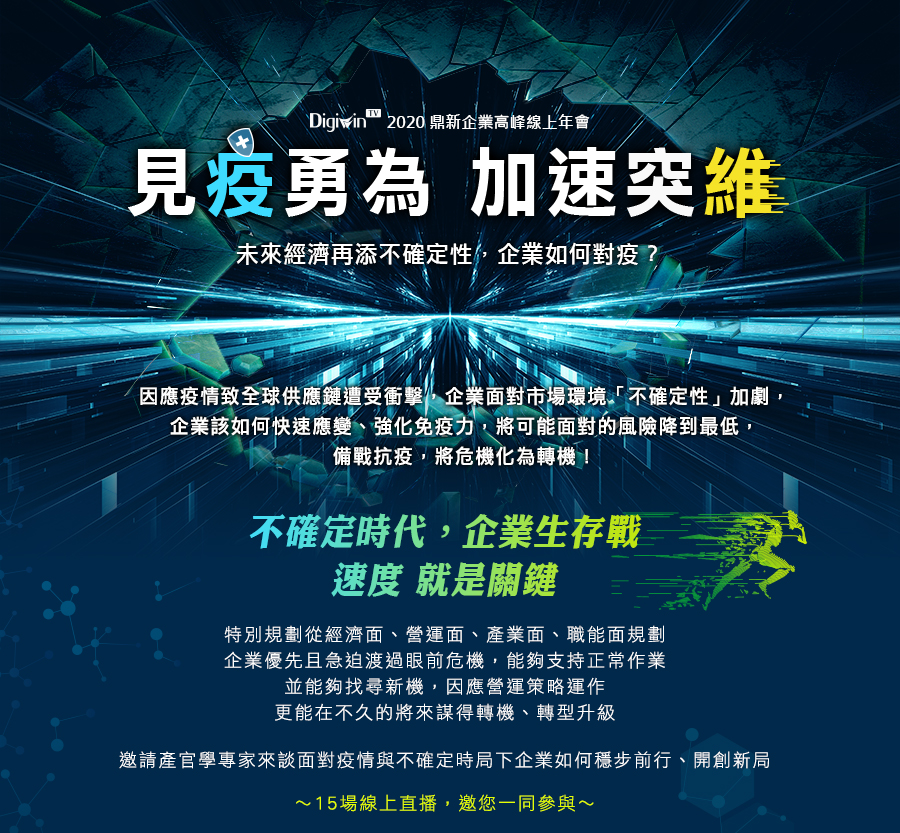 Digiwin TV 2020 鼎新企業高峰線上年會
見疫勇為 加速突維
未來經濟再添不確定性，企業如何對疫？
因應疫情致全球供應鏈遭受衝擊，企業面對市場環境「不確定性」加劇，
企業該如何快速應變、強化免疫力，將可能面對的風險降到最低，
備戰抗疫，將危機化為轉機！
不確定時代，企業生存戰
速度 就是關鍵
特別規劃從經濟面、營運面、產業面、職能面規劃
企業優先且急迫渡過眼前危機，能夠支持正常作業
並能夠找尋新機，因應營運策略運作
更能在不久的將來謀得轉機、轉型升級
邀請產官學專家來談面對疫情與不確定時局下企業如何穩步前行、開創新局
～15場線上直播，邀您一同參與～